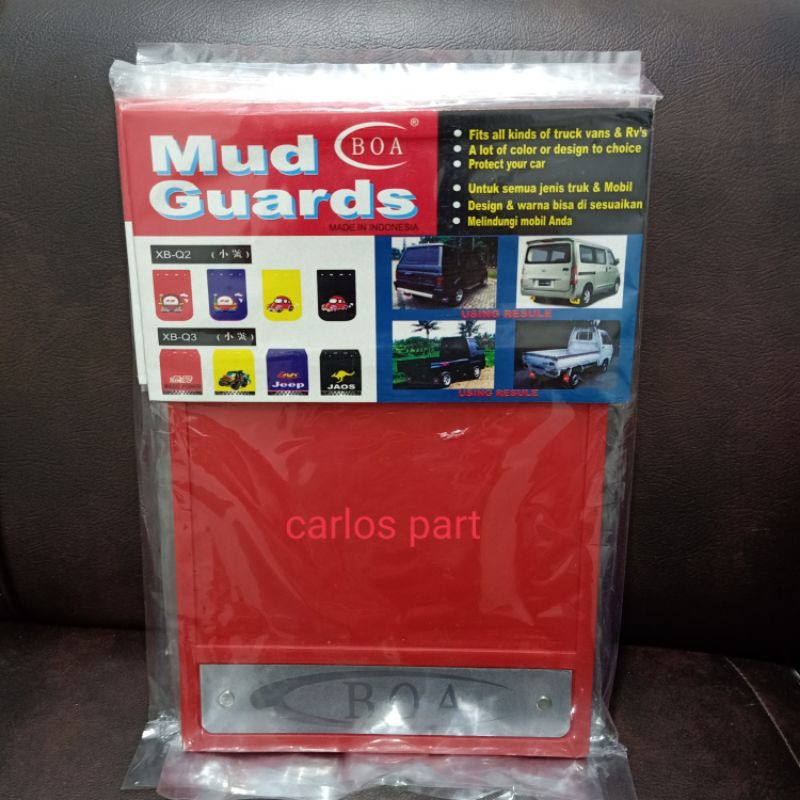 Mud
Guards
BOA
®
MADE IN INDONESIA
Fits all kinds of truck vans & Rv's
A lot of color or design to choice
Protect your car
Untuk semua jenis truk & Mobil
Design & warna bisa di sesuaikan
Melindungi mobil Anda
XB-Q2
USING RESULE
XB-Q3
Jeep
JAOS
USING RESULE
carlos part
BOA